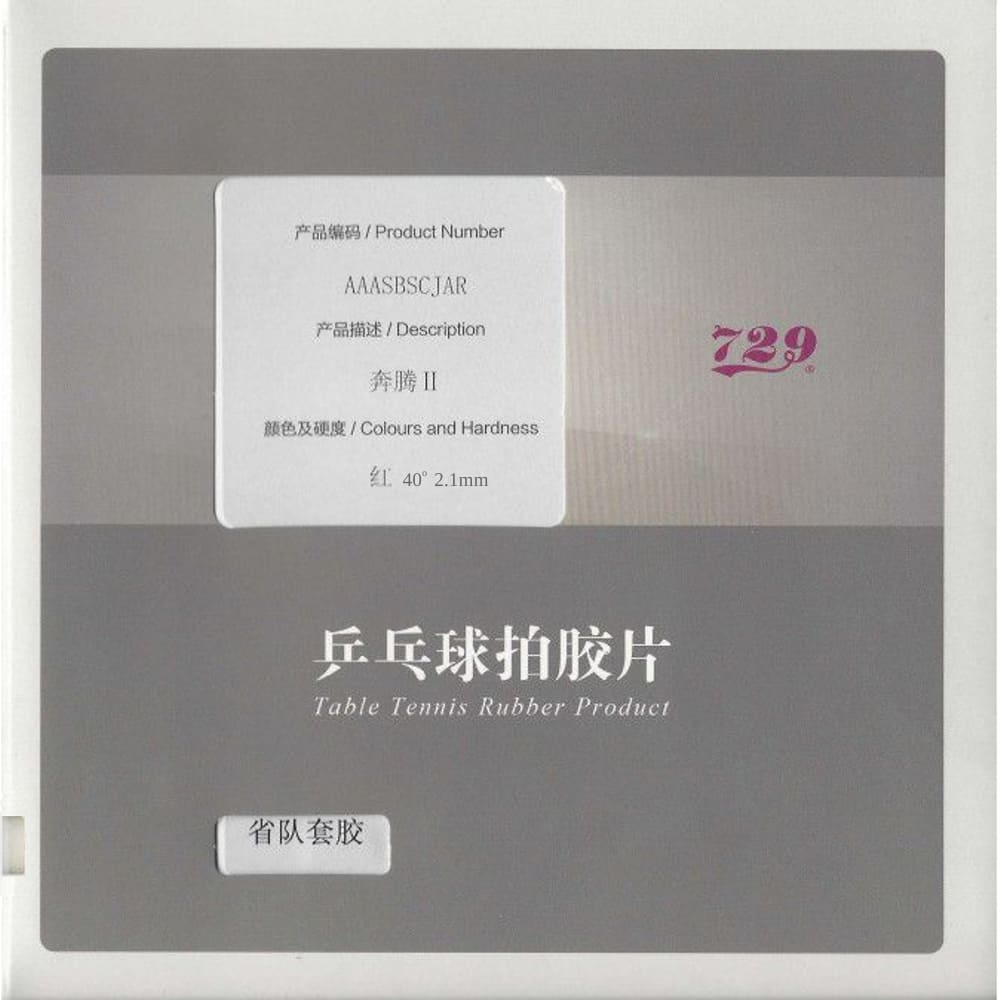 产品编码 / Product Number
AAASBSCJAR
产品描述 / Description
奔腾 II
颜色及硬度 / Colours and Hardness
红 40° 2.1mm
729®
乒乓球拍胶片
Table Tennis Rubber Product
省队套胶